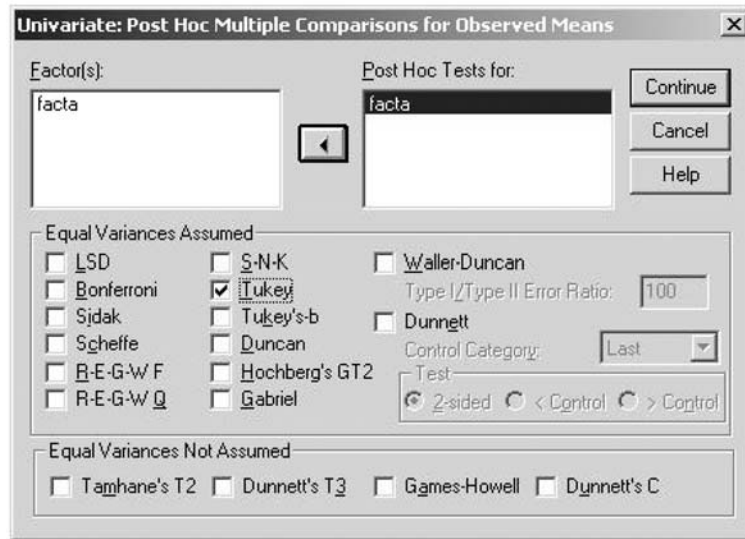 Univariate: Post Hoc Multiple Comparisons for Observed Means
Factor(s):
facta
Post Hoc Tests for:
facta
Continue
Cancel
Help
Equal Variances Assumed
LSD
Bonferroni
Sidak
Scheffe
R-E-G-W F
R-E-G-W Q
S-N-K
Tukey
Tukey's-b
Duncan
Hochberg's GT2
Gabriel
Waller-Duncan
Type I/Type II Error Ratio: 100
Dunnett
Control Category: Last
Test
2-sided < Control > Control
Equal Variances Not Assumed
Tamhane's T2 Dunnett's T3 Games-Howell Dunnett's C